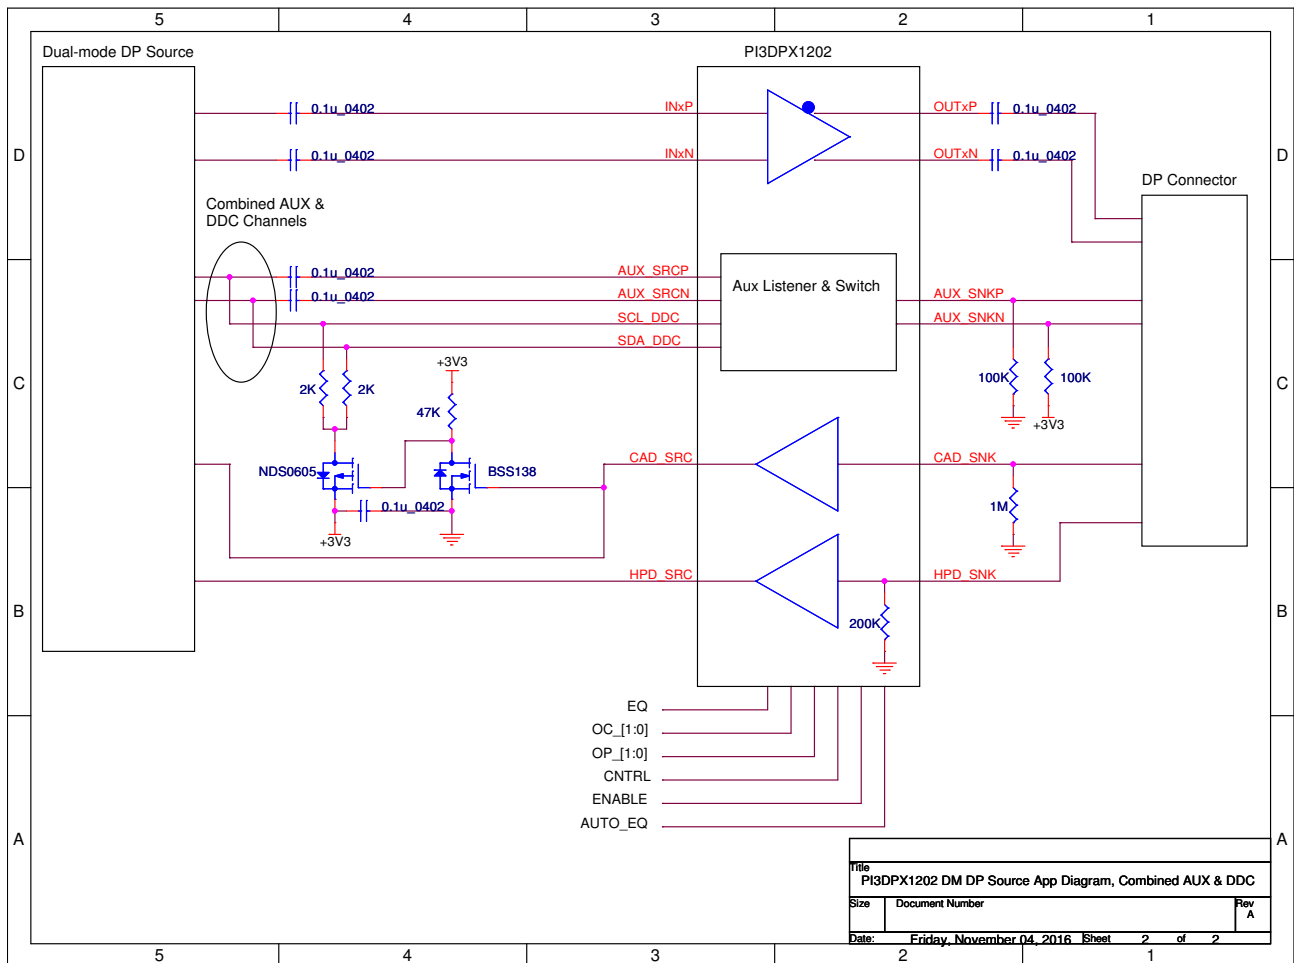 5 4 3 2 1
Dual-mode DP Source
PI3DPX1202
0.1u_0402
INxP
OUTxP
0.1u_0402
D
0.1u_0402
INxN
OUTxN
0.1u_0402
D
DP Connector
Combined AUX &
DDC Channels
0.1u_0402
AUX_SRCP
Aux Listener & Switch
0.1u_0402
AUX_SRCN
AUX_SNKP
SCL_DDC
AUX_SNKN
SDA_DDC
+3V3
C
2K
2K
100K
100K
C
47K
+3V3
NDS0605
BSS138
CAD_SRC
CAD_SNK
0.1u_0402
1M
+3V3
HPD_SRC
HPD_SNK
B
200K
B
EQ
OC_[1:0]
OP_[1:0]
CNTRL
ENABLE
AUTO_EQ
A
A
Title
PI3DPX1202 DM DP Source App Diagram, Combined AUX & DDC
Size Document Number Rev
A
Date: Friday, November 04, 2016 Sheet 2 of 2
5 4 3 2 1